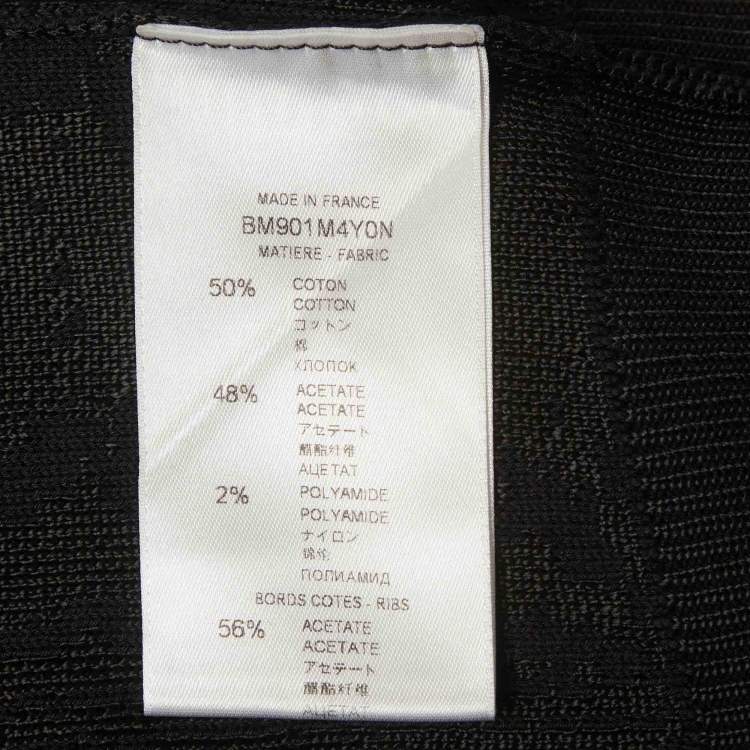 MADE IN FRANCE
BM901M4Y0N
MATIERE - FABRIC
50% COTON
COTTON
コットン
棉
ХЛОПОК
48% ACETATE
ACETATE
アセテート
醋酯纤维
АЦЕТАТ
2% POLYAMIDE
POLYAMIDE
ナイロン
锦纶
ПОЛИАМИД
BORDS COTES - RIBS
56% ACETATE
ACETATE
アセテート
醋酯纤维
АЦЕТАТ